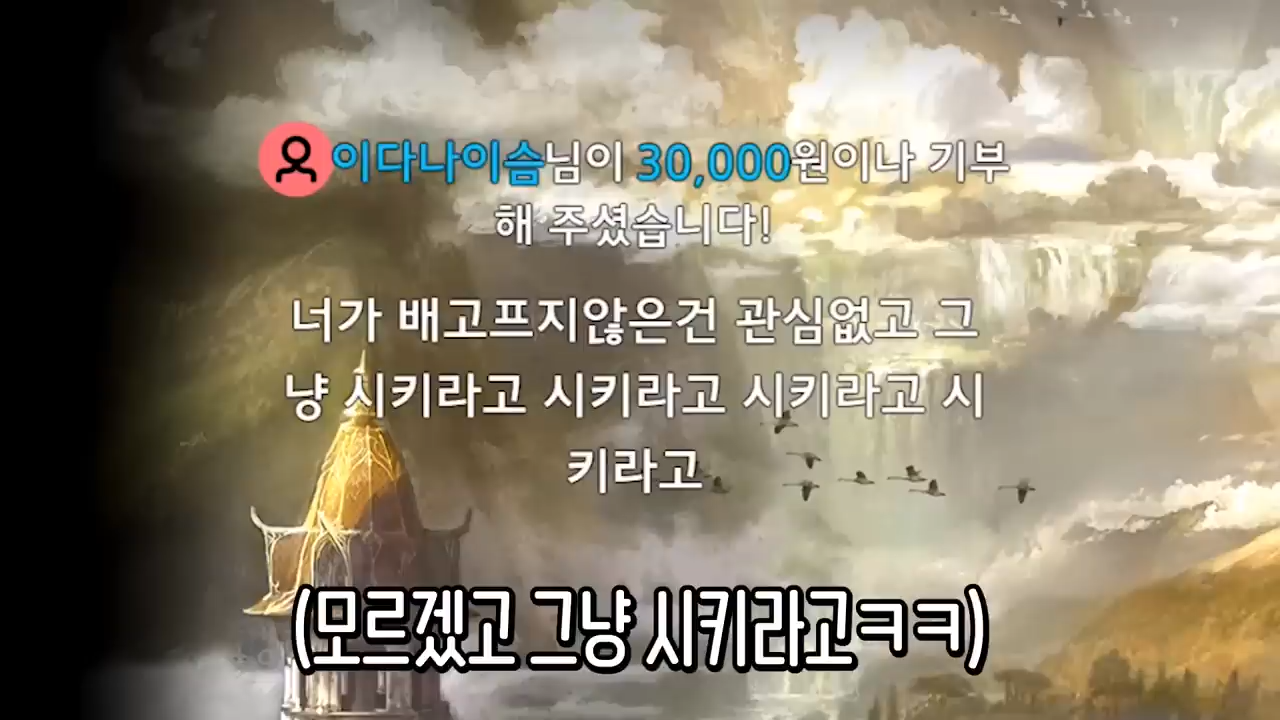 이다나이슴님이 30,000원이나 기부
해 주셨습니다!
너가 배고프지않은건 관심없고 그
냥 시키라고 시키라고 시키라고 시
키라고
(모르겠고 그냥 시키라고ㅋㅋ)